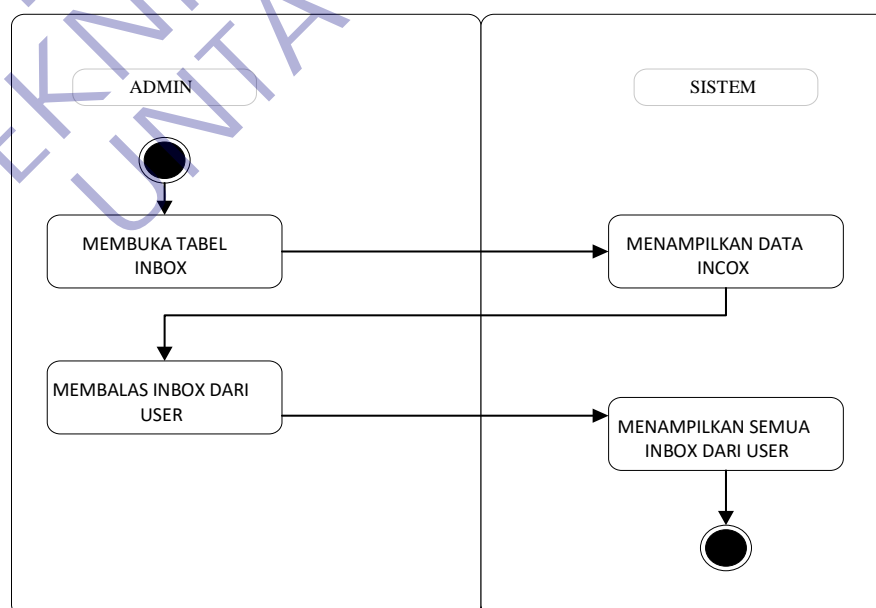 ADMIN
SISTEM
MEMBUKA TABEL
INBOX
MENAMPILKAN DATA
INCOX
MEMBALAS INBOX DARI
USER
MENAMPILKAN SEMUA
INBOX DARI USER